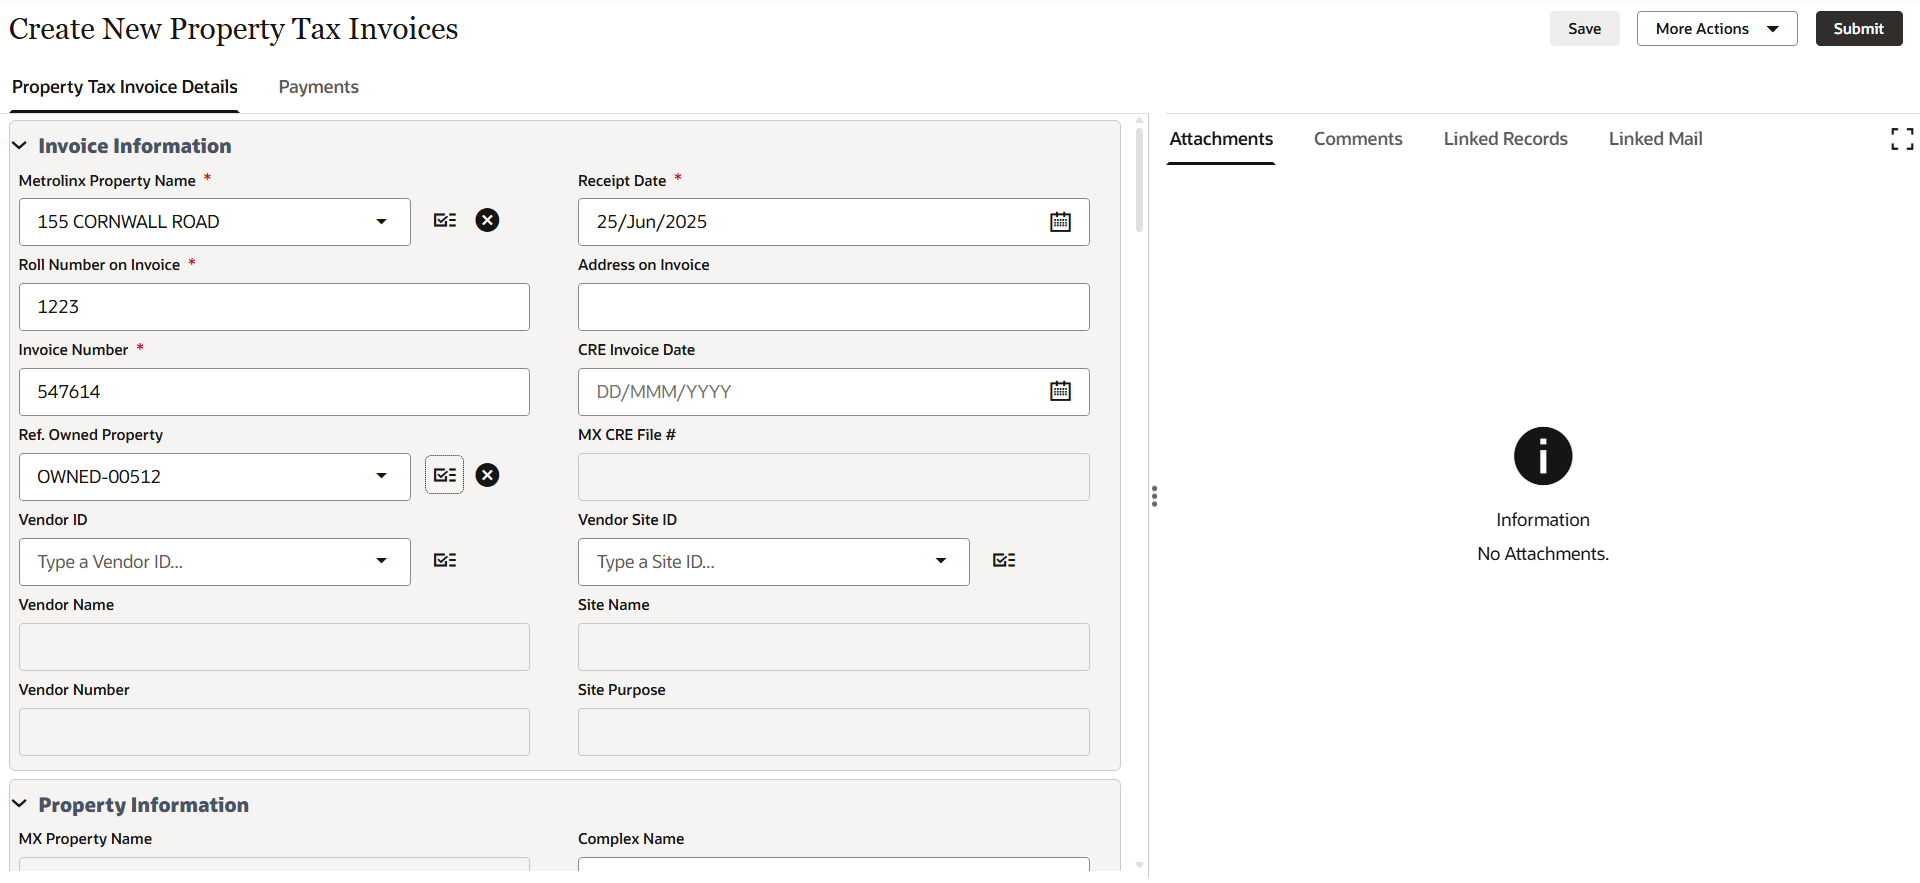 Create New Property Tax Invoices
Save
More Actions
Submit
Property Tax Invoice Details
Payments
Invoice Information
Metrolinx Property Name *
155 CORNWALL ROAD
Receipt Date *
25/Jun/2025
Roll Number on Invoice *
1223
Address on Invoice
Invoice Number *
547614
CRE Invoice Date
DD/MMM/YYYY
Ref. Owned Property
OWNED-00512
MX CRE File #
Vendor ID
Type a Vendor ID...
Vendor Site ID
Type a Site ID...
Vendor Name
Site Name
Vendor Number
Site Purpose
Property Information
MX Property Name
Complex Name
Attachments
Comments
Linked Records
Linked Mail
Information
No Attachments.